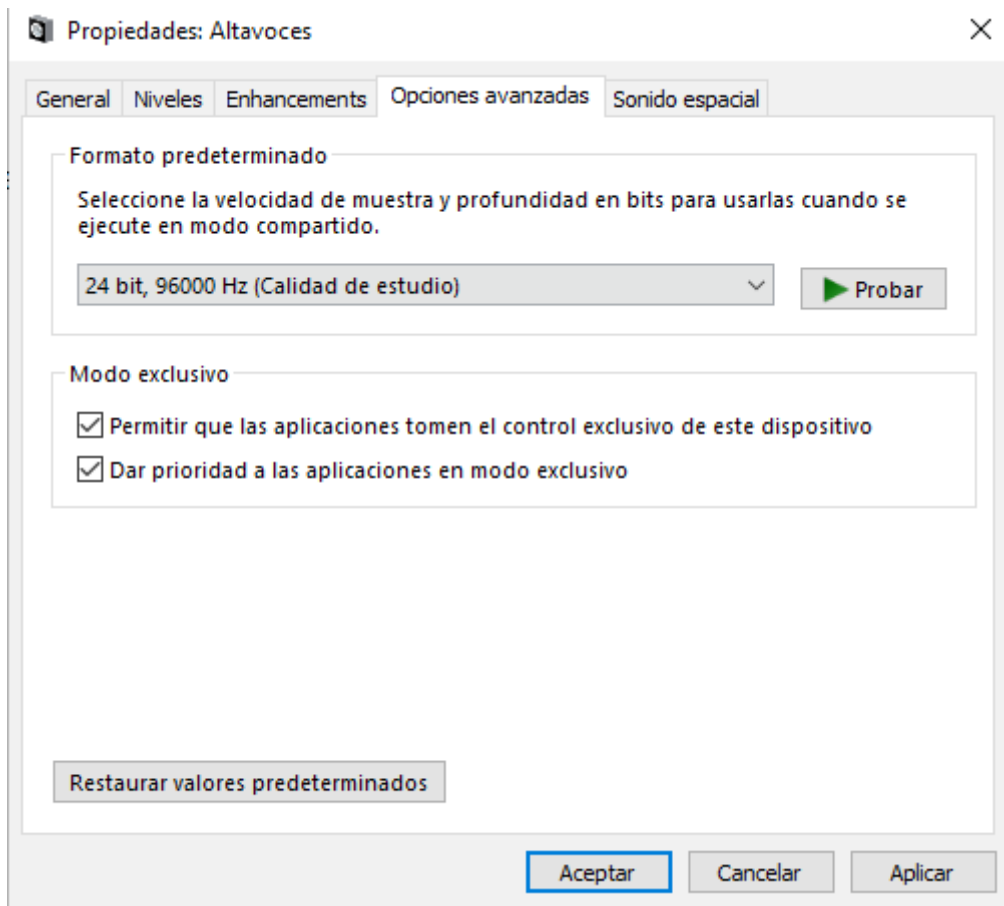 Propiedades: Altavoces
General Niveles Enhancements Opciones avanzadas Sonido espacial
Formato predeterminado
Seleccione la velocidad de muestra y profundidad en bits para usarlas cuando se
ejecute en modo compartido.
24 bit, 96000 Hz (Calidad de estudio) Probar
Modo exclusivo
Permitir que las aplicaciones tomen el control exclusivo de este dispositivo
Dar prioridad a las aplicaciones en modo exclusivo
Restaurar valores predeterminados
Aceptar Cancelar Aplicar